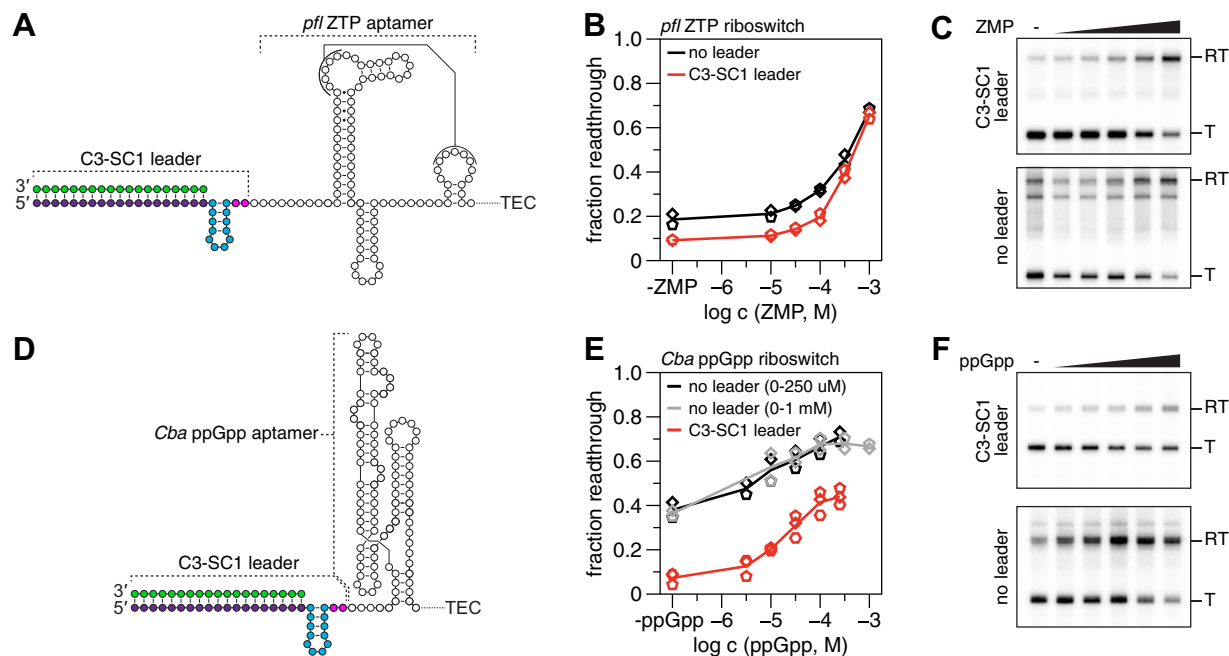 A
pfl ZTP aptamer
C3-SC1 leader
3′
5′
TEC
B
pfl ZTP riboswitch
no leader
C3-SC1 leader
fraction readthrough
1.0
0.8
0.6
0.4
0.2
0
-ZMP
–6
–5
–4
–3
log c (ZMP, M)
C
ZMP
-
C3-SC1
leader
RT
T
no leader
RT
T
D
Cba ppGpp aptamer
C3-SC1 leader
3′
5′
TEC
E
Cba ppGpp riboswitch
no leader (0-250 uM)
no leader (0-1 mM)
C3-SC1 leader
fraction readthrough
1.0
0.8
0.6
0.4
0.2
0
-ppGpp
–6
–5
–4
–3
log c (ppGpp, M)
F
ppGpp
-
C3-SC1
leader
RT
T
no leader
RT
T